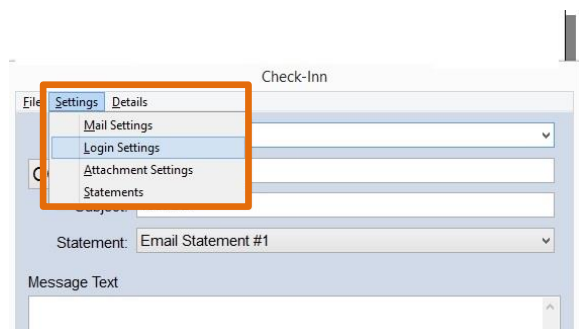 Check-Inn
File Settings Details
Mail Settings
Login Settings
Attachment Settings
Statements
Subject:
Statement: Email Statement #1
Message Text